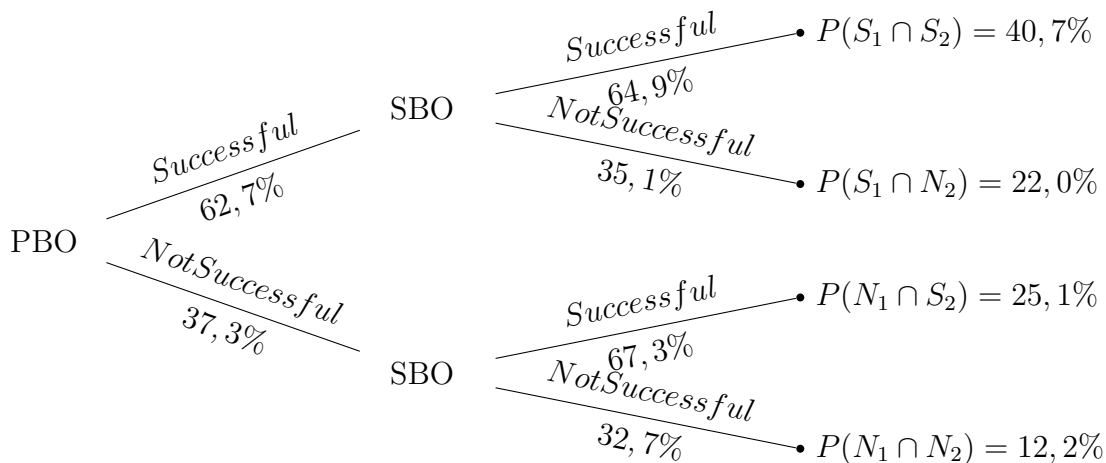 Successful
P(S₁ ∩ S₂) = 40, 7%
64, 9%
SBO
NotSuccessful
35, 1%
P(S₁ ∩ N₂) = 22, 0%
Successful
62, 7%
PBO
NotSuccessful
37, 3%
Successful
P(N₁ ∩ S₂) = 25, 1%
67, 3%
SBO
NotSuccessful
32, 7%
P(N₁ ∩ N₂) = 12, 2%